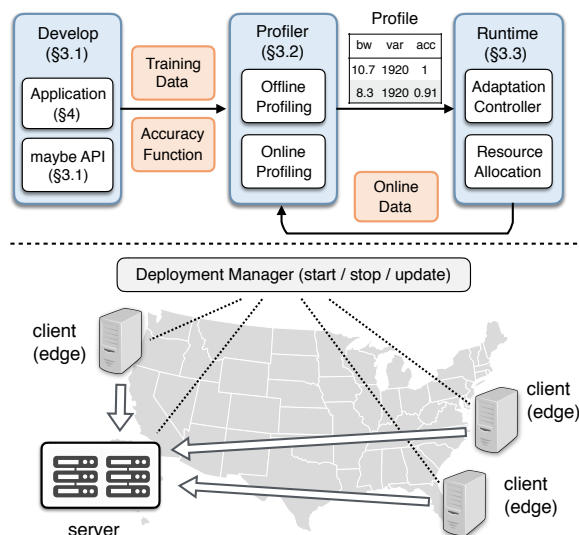 Develop
(§3.1)
Application
(§4)
maybe API
(§3.1)
Training
Data
Accuracy
Function
Profiler
(§3.2)
Offline
Profiling
Online
Profiling
Profile
bw var acc
10.7 1920 1
8.3 1920 0.91
Online
Data
Runtime
(§3.3)
Adaptation
Controller
Resource
Allocation
Deployment Manager (start / stop / update)
client
(edge)
client
(edge)
client
(edge)
server